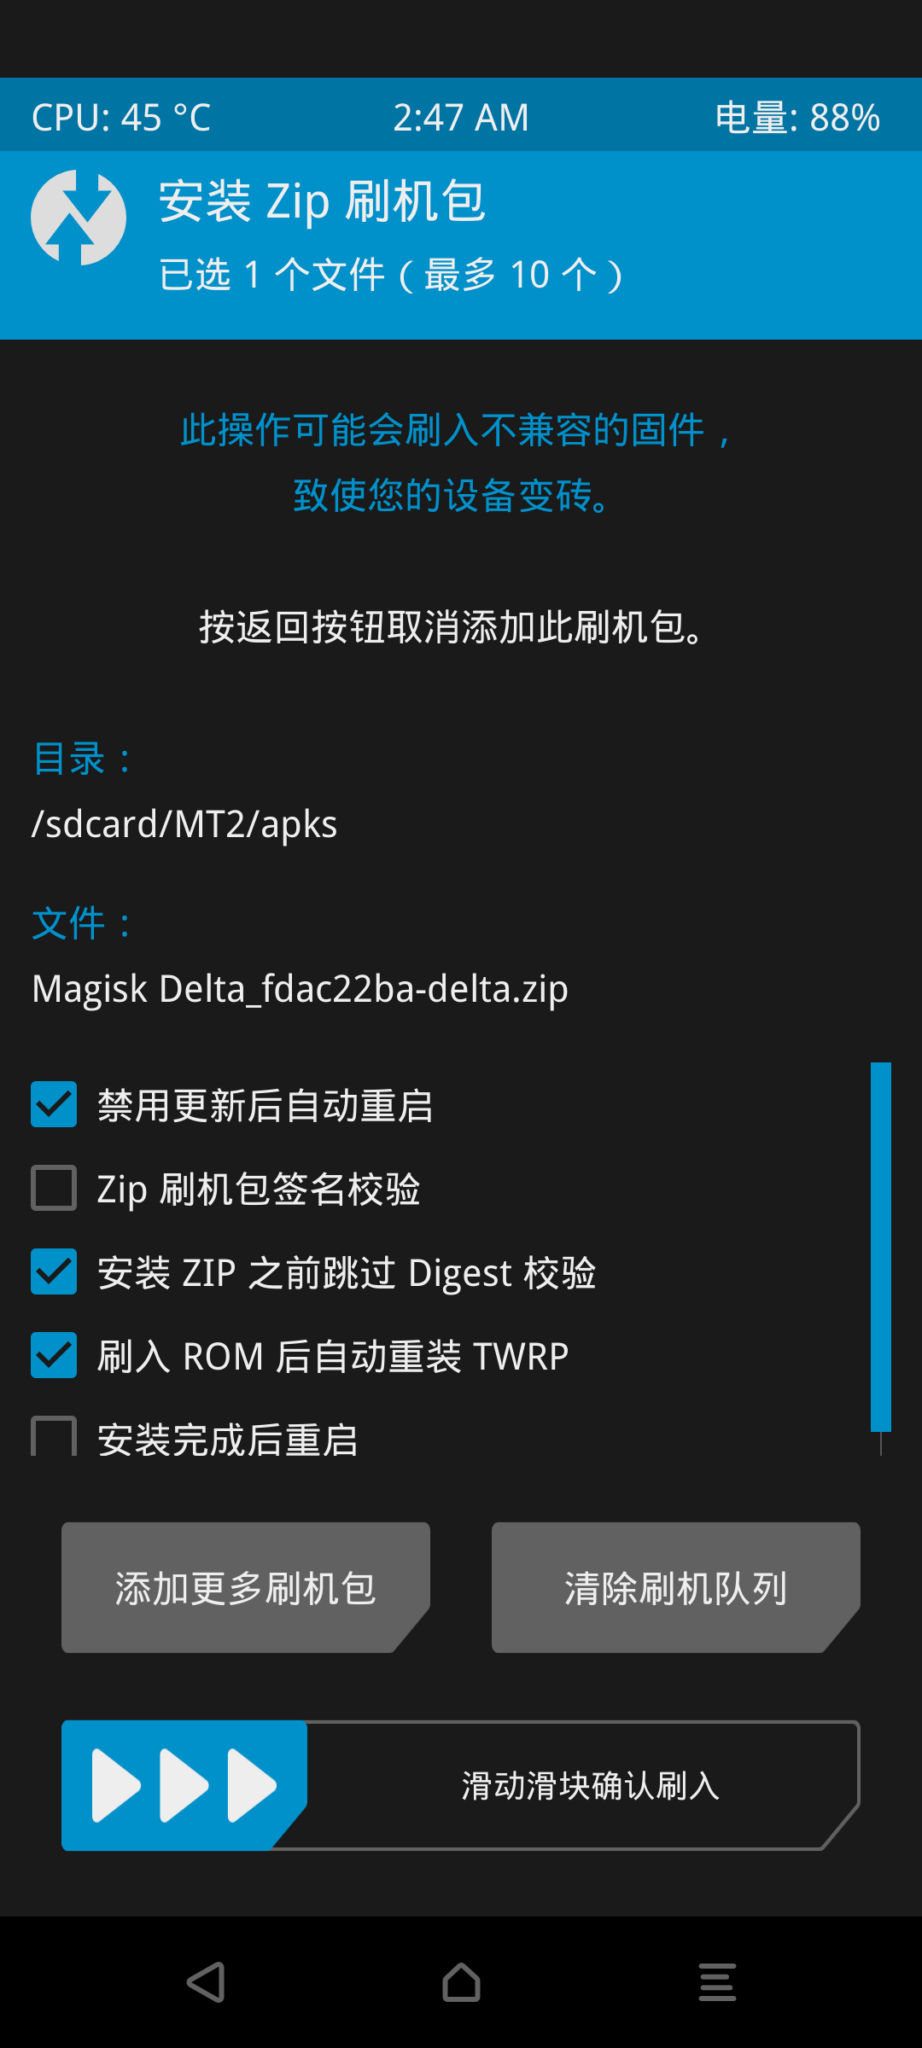 CPU: 45 °C 2:47 AM 电量: 88%
安装 Zip 刷机包
已选 1 个文件（最多 10 个）
此操作可能会刷入不兼容的固件，
致使您的设备变砖。
按返回按钮取消添加此刷机包。
目录：
/sdcard/MT2/apks
文件：
Magisk Delta_fdac22ba-delta.zip
禁用更新后自动重启
Zip 刷机包签名校验
安装 ZIP 之前跳过 Digest 校验
刷入 ROM 后自动重装 TWRP
安装完成后重启
添加更多刷机包 清除刷机队列
滑动滑块确认刷入